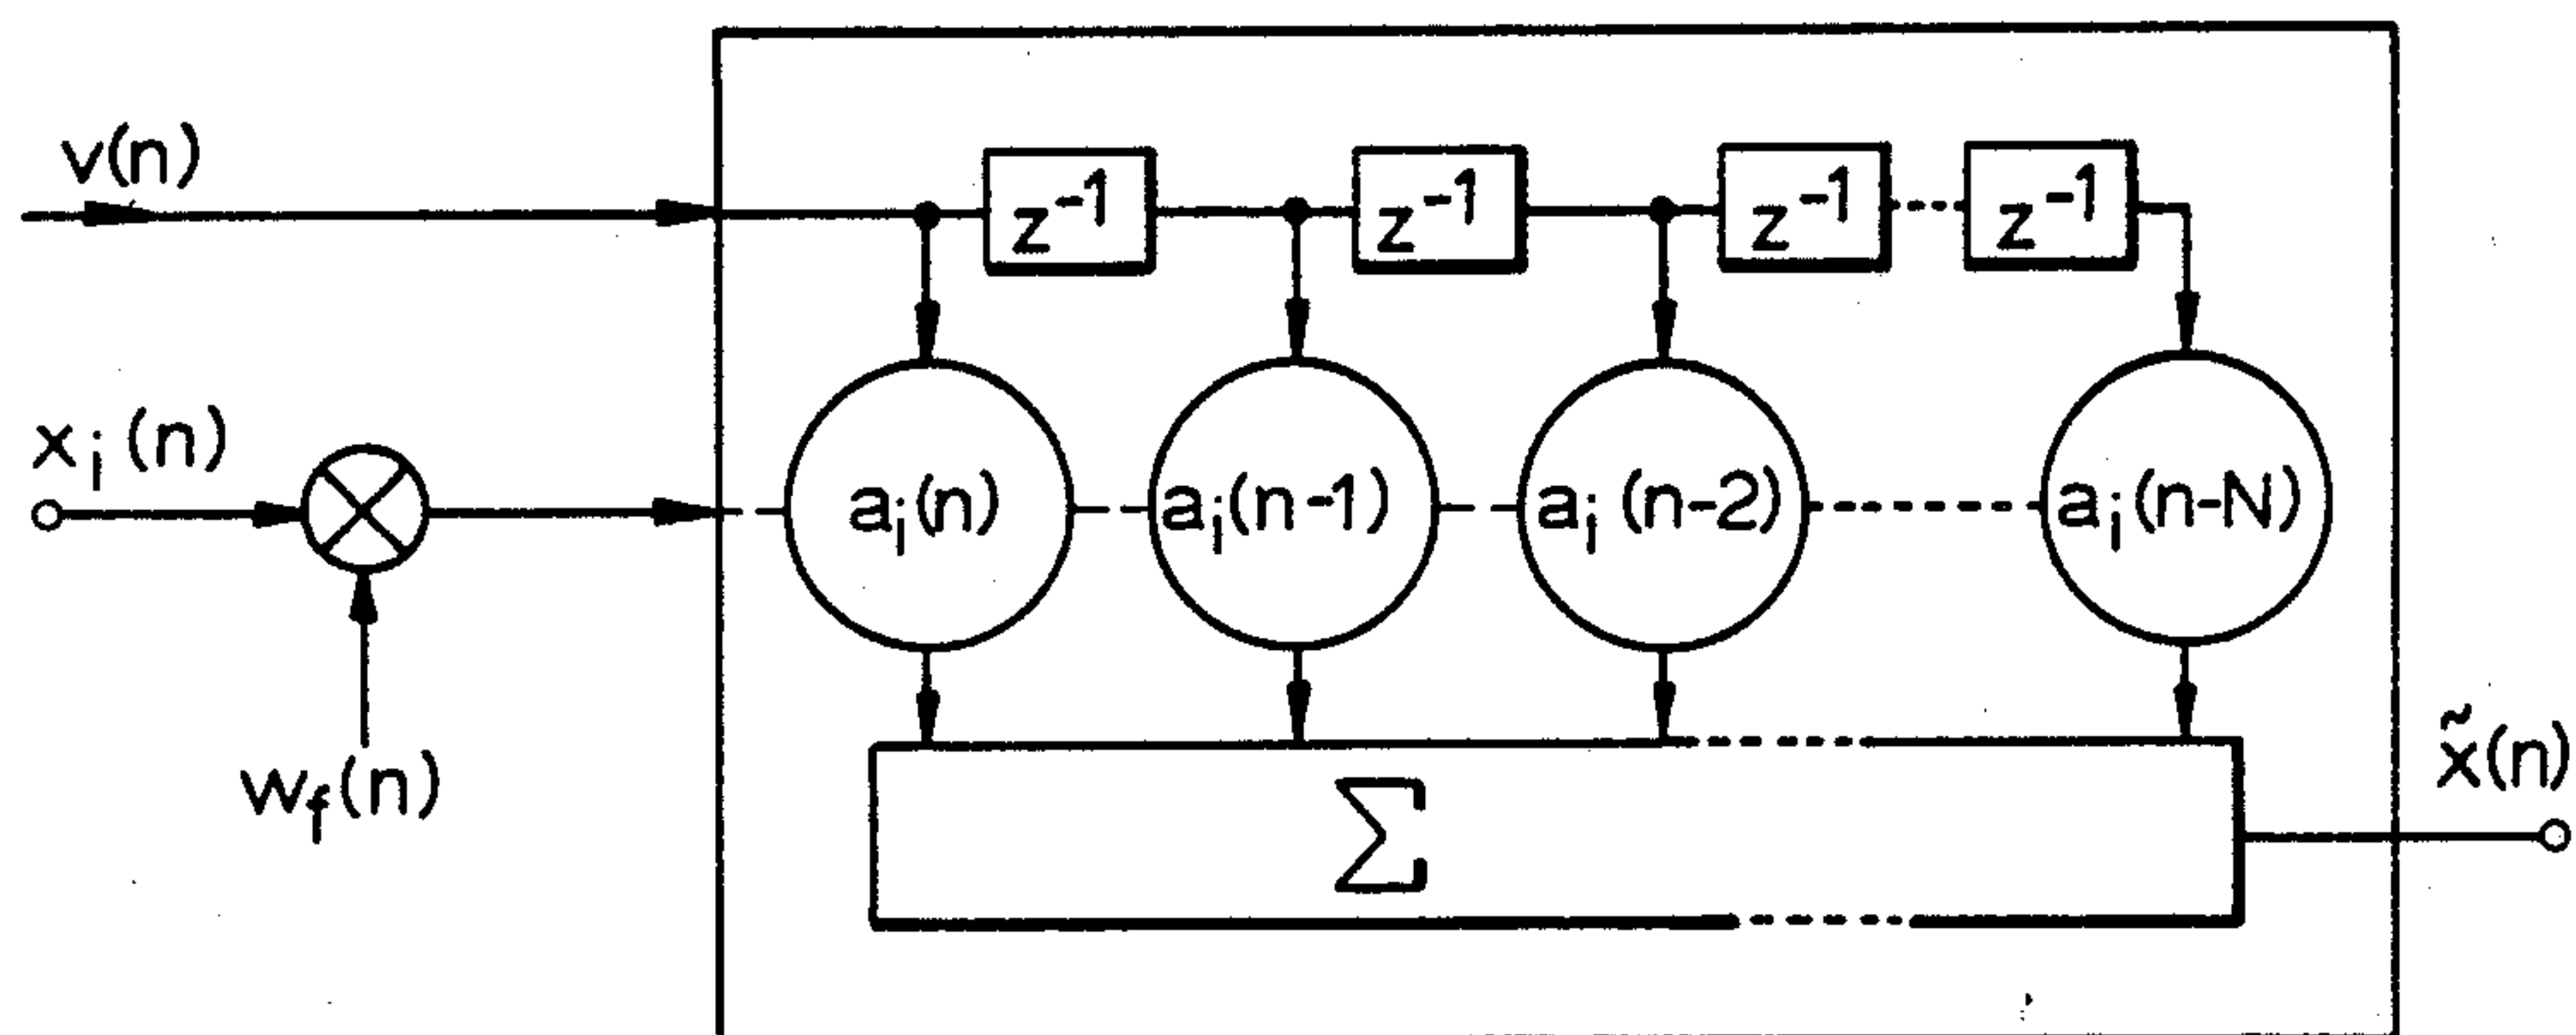 v(n)
z⁻¹ z⁻¹ z⁻¹ z⁻¹
xᵢ(n)
aᵢ(n) aᵢ(n-1) aᵢ(n-2) aᵢ(n-N)
w_f(n)
Σ
x̃(n)